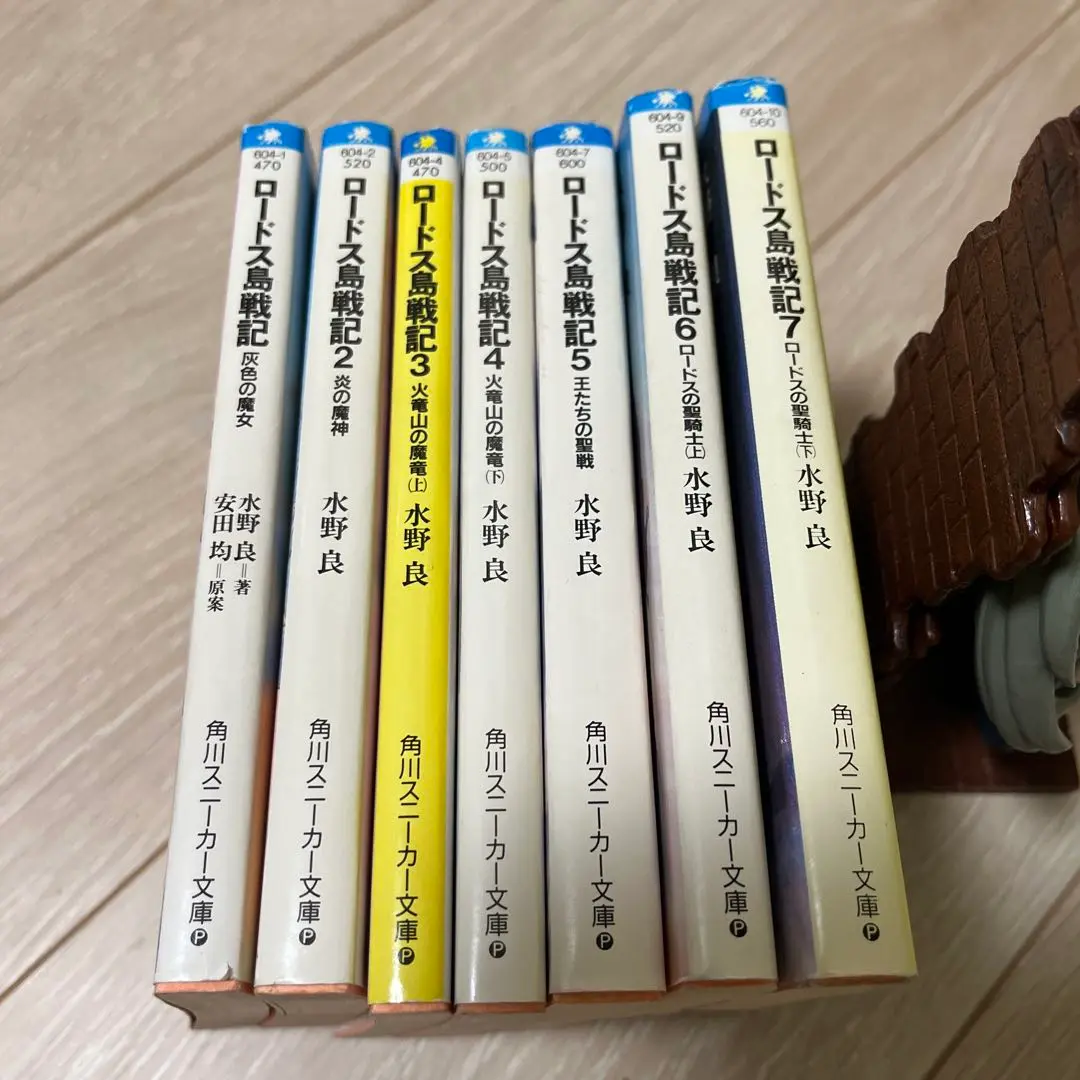 604-1
470
ロードス島戦記
灰色の魔女
水野 良=著
安田 均=原案
角川スニーカー文庫
P
604-2
520
ロードス島戦記2
炎の魔神
水野 良
角川スニーカー文庫
P
604-4
470
ロードス島戦記3
火竜山の魔竜(上)
水野 良
角川スニーカー文庫
P
604-5
500
ロードス島戦記4
火竜山の魔竜(下)
水野 良
角川スニーカー文庫
P
604-7
600
ロードス島戦記5
王たちの聖戦
水野 良
角川スニーカー文庫
P
604-9
520
ロードス島戦記6
ロードスの聖騎士(上)
水野 良
角川スニーカー文庫
P
604-10
560
ロードス島戦記7
ロードスの聖騎士(下)
水野 良
角川スニーカー文庫
P